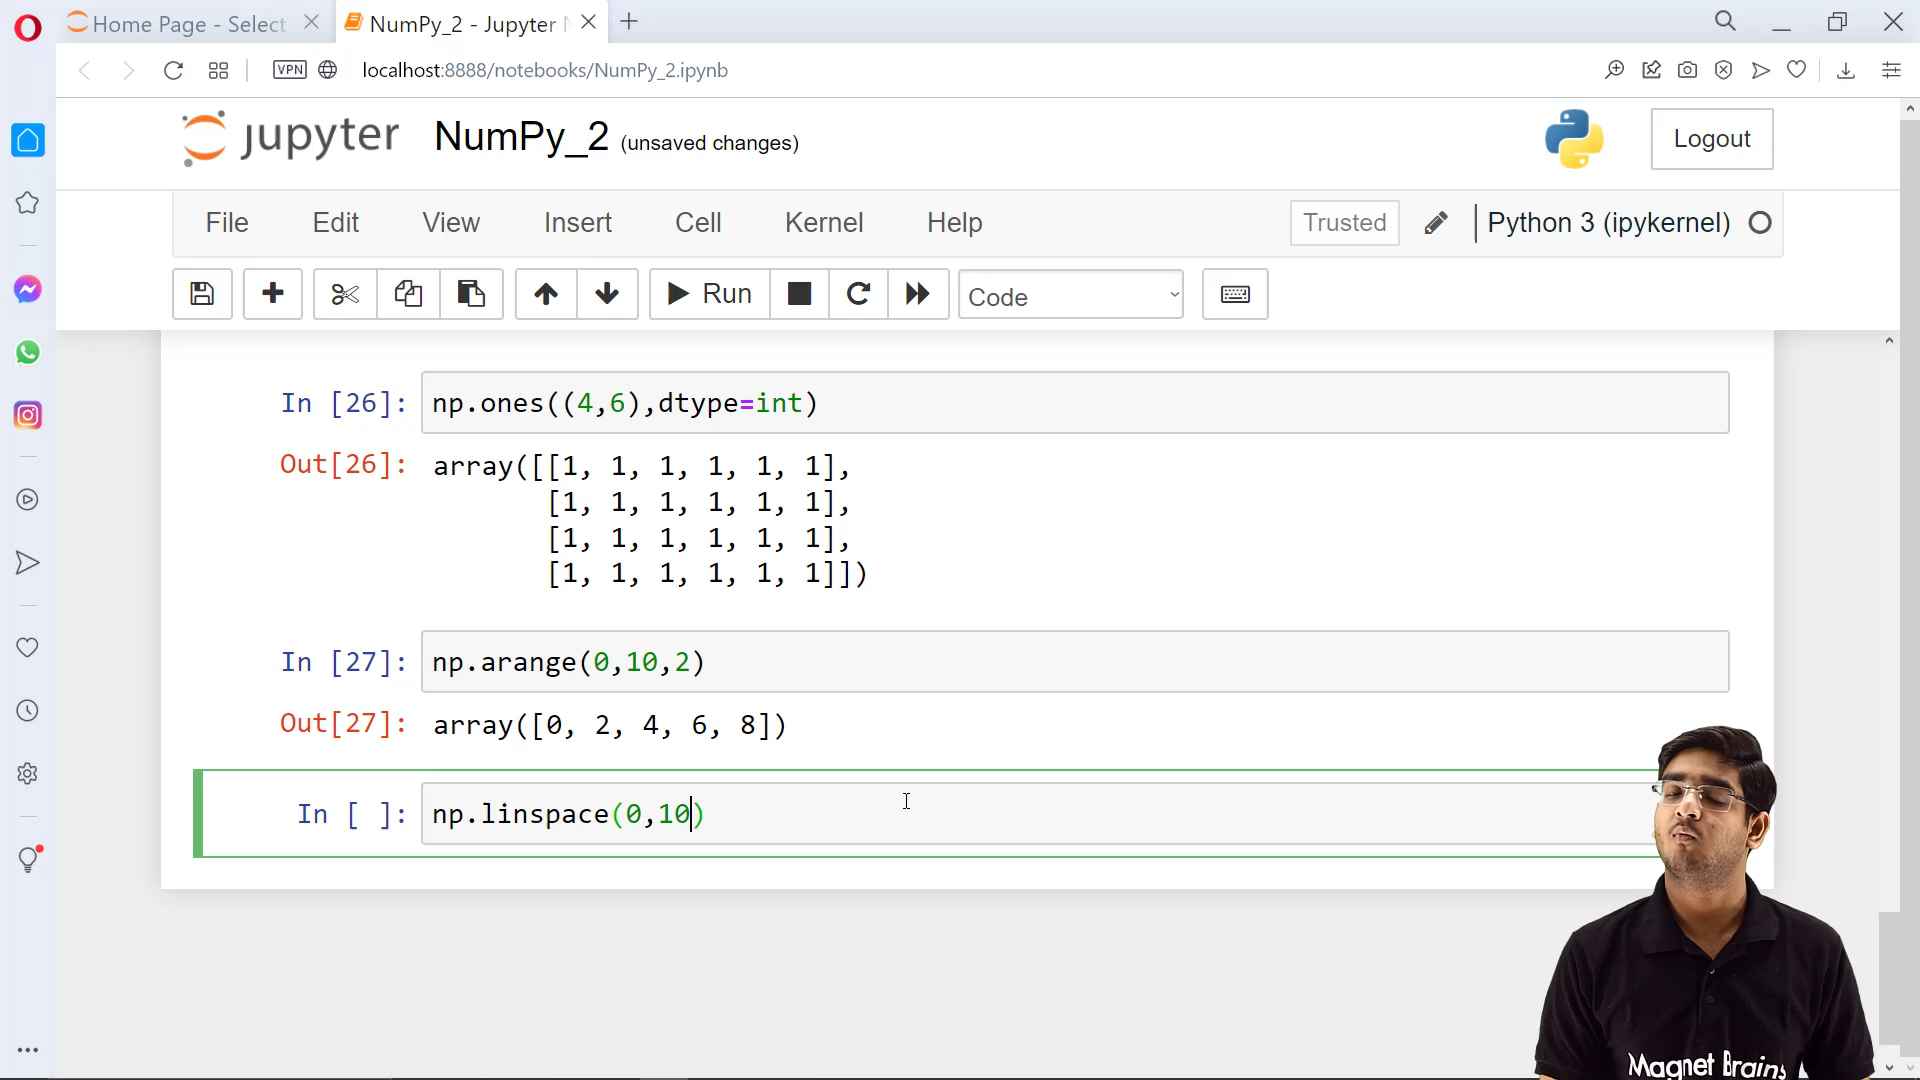 Home Page - Select
NumPy_2 - Jupyter N
VPN
localhost:8888/notebooks/NumPy_2.ipynb
jupyter NumPy_2 (unsaved changes)
Logout
File Edit View Insert Cell Kernel Help
Trusted
Python 3 (ipykernel)
Run
Code
In [26]: np.ones((4,6),dtype=int)
Out[26]: array([[1, 1, 1, 1, 1, 1],
[1, 1, 1, 1, 1, 1],
[1, 1, 1, 1, 1, 1],
[1, 1, 1, 1, 1, 1]])
In [27]: np.arange(0,10,2)
Out[27]: array([0, 2, 4, 6, 8])
In [ ]: np.linspace(0,10)
Magnet Brains